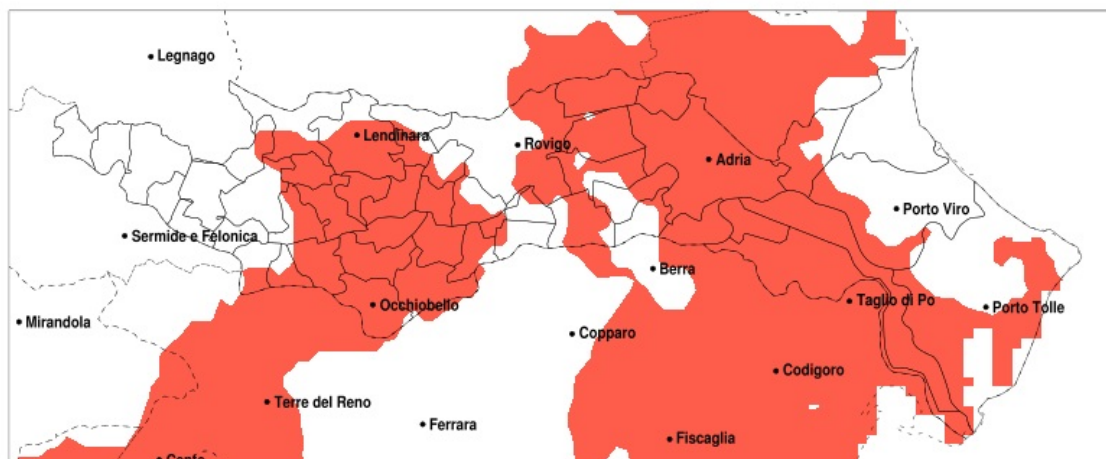 Legnago
Lendinara
Rovigo
Adria
Porto Viro
Sermide e Felonica
Berra
Taglio di Po
Occhiobello
Porto Tolle
Mirandola
Copparo
Codigoro
Terre del Reno
Ferrara
Fiscaglia